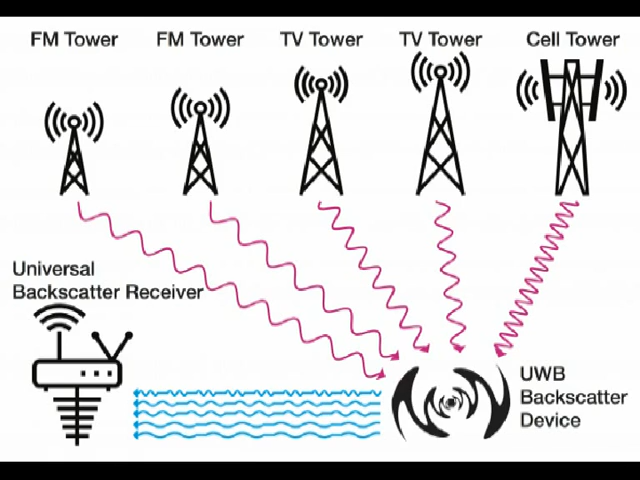 FM Tower
FM Tower
TV Tower
TV Tower
Cell Tower
Universal
Backscatter Receiver
UWB
Backscatter
Device